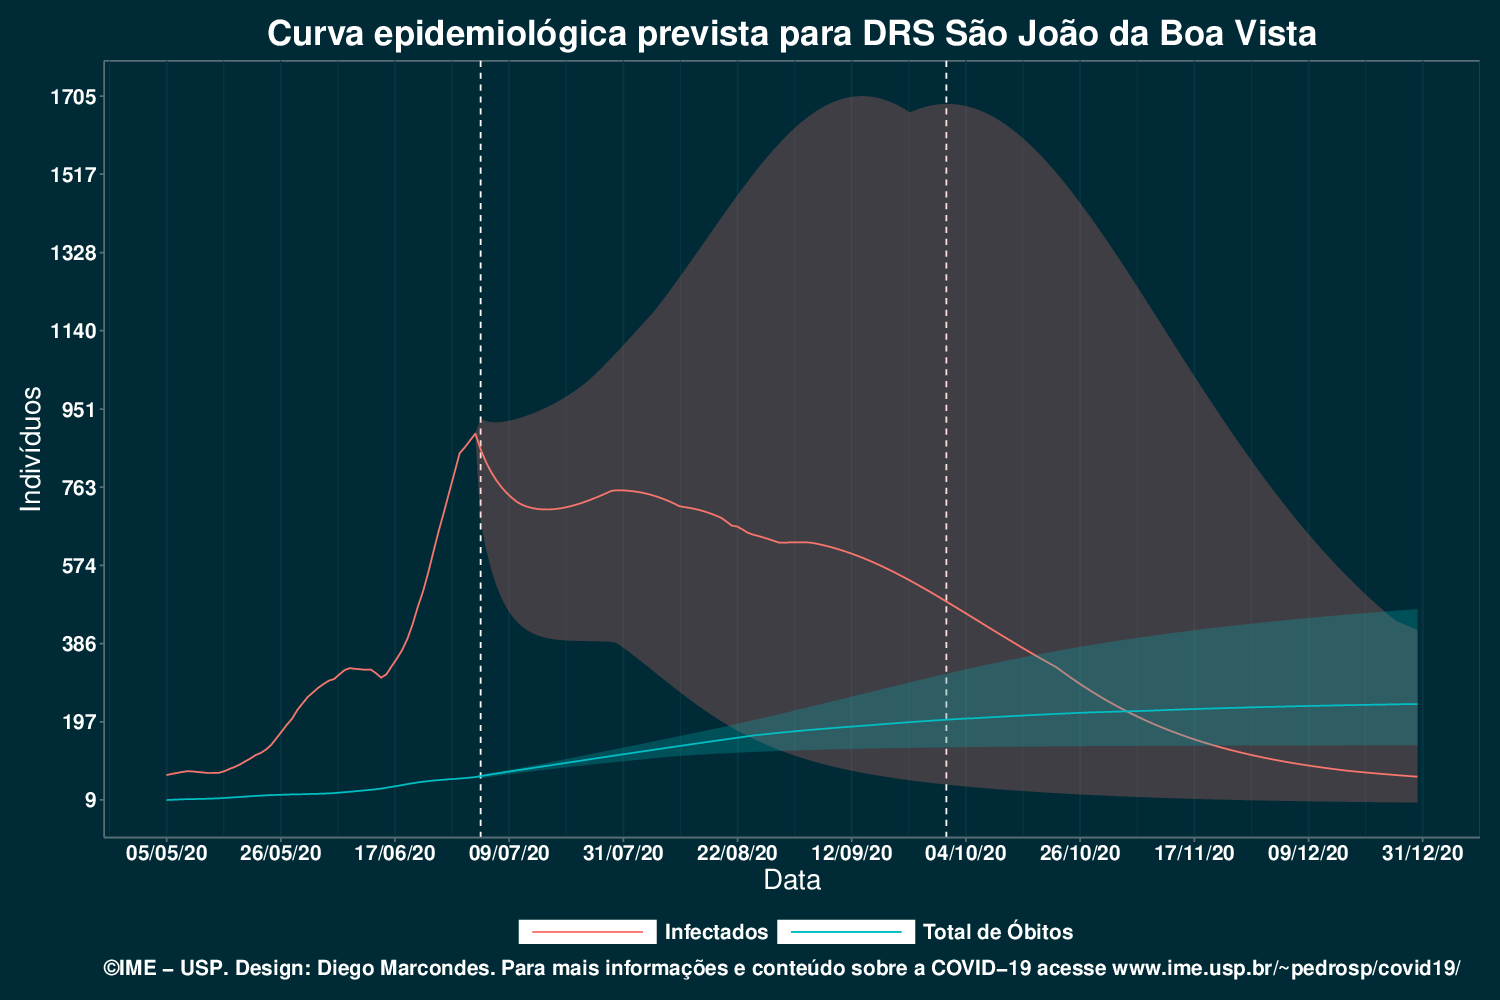 Curva epidemiológica prevista para DRS São João da Boa Vista
1705
1517
1328
1140
951
763
574
386
197
9
Indivíduos
05/05/20 26/05/20 17/06/20 09/07/20 31/07/20 22/08/20 12/09/20 04/10/20 26/10/20 17/11/20 09/12/20 31/12/20
Data
Infectados Total de Óbitos
©IME − USP. Design: Diego Marcondes. Para mais informações e conteúdo sobre a COVID−19 acesse www.ime.usp.br/~pedrosp/covid19/